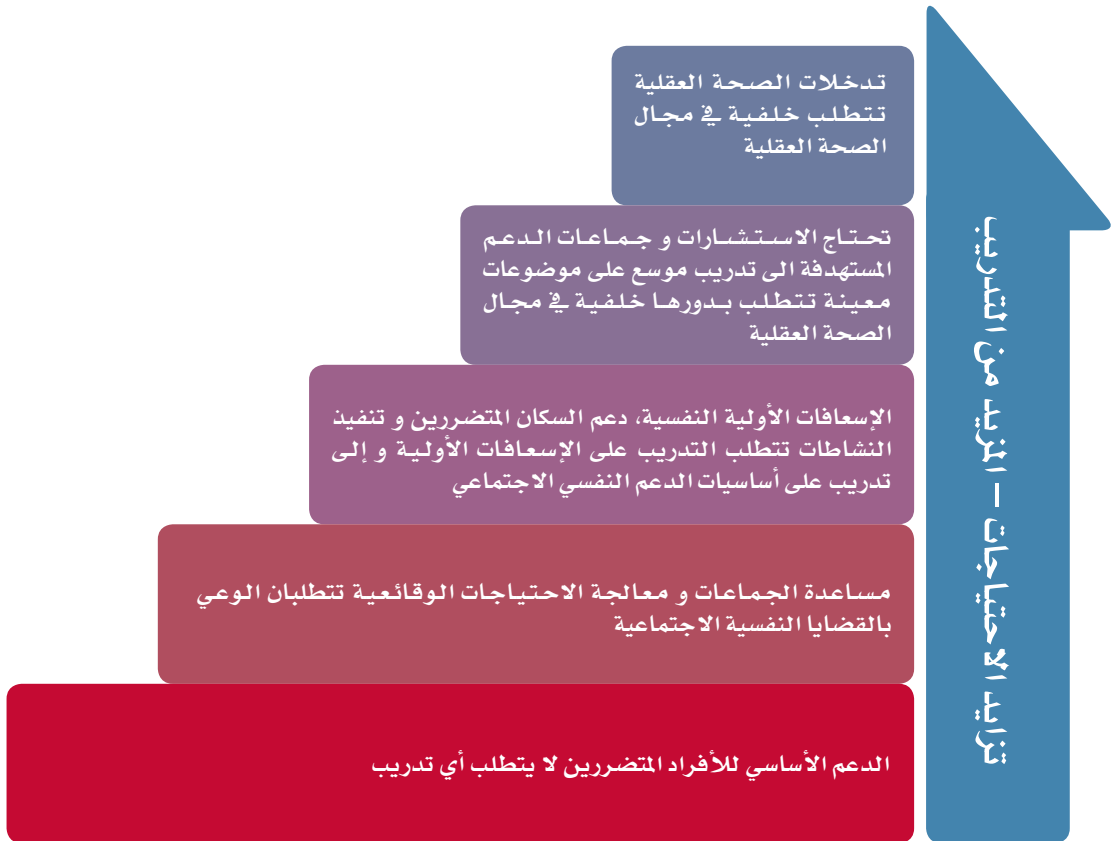 تدخلات الصحة العقلية
تتطلب خلفية في مجال
الصحة العقلية
تحتاج الاستشارات و جماعات الدعم
المستهدفة الى تدريب موسع على موضوعات
معينة تتطلب بدورها خلفية في مجال
الصحة العقلية
الإسعافات الأولية النفسية، دعم السكان المتضررين و تنفيذ
النشاطات تتطلب التدريب على الإسعافات الأولية و إلى
تدريب على أساسيات الدعم النفسي الاجتماعي
مساعدة الجماعات و معالجة الاحتياجات الوقائعية تتطلبان الوعي
بالقضايا النفسية الاجتماعية
الدعم الأساسي للأفراد المتضررين لا يتطلب أي تدريب
تزايد الاحتياجات – المزيد من التدريب